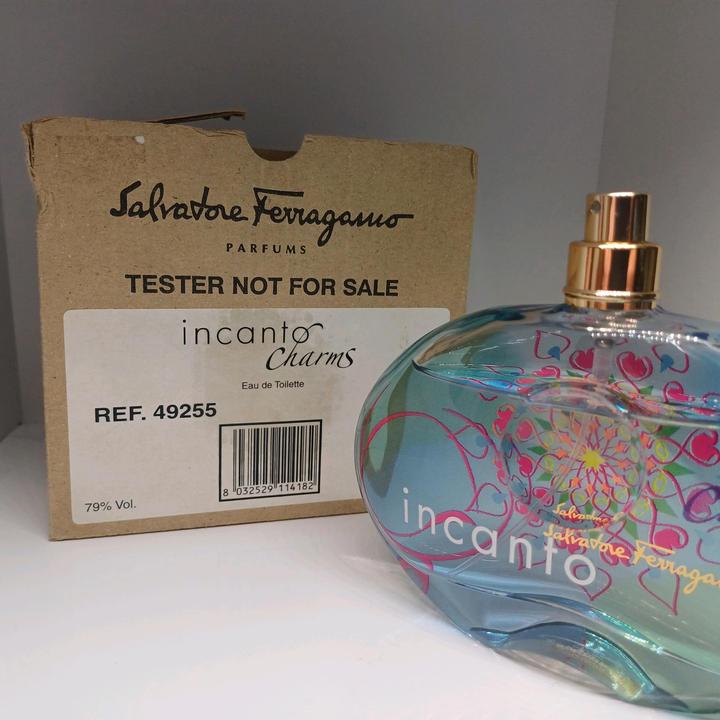 Salvatore Ferragamo
PARFUMS
TESTER NOT FOR SALE
incanto
Charms
Eau de Toilette
REF. 49255
8 032529 114182
79% Vol.
incanto
Salvatore Ferragamo